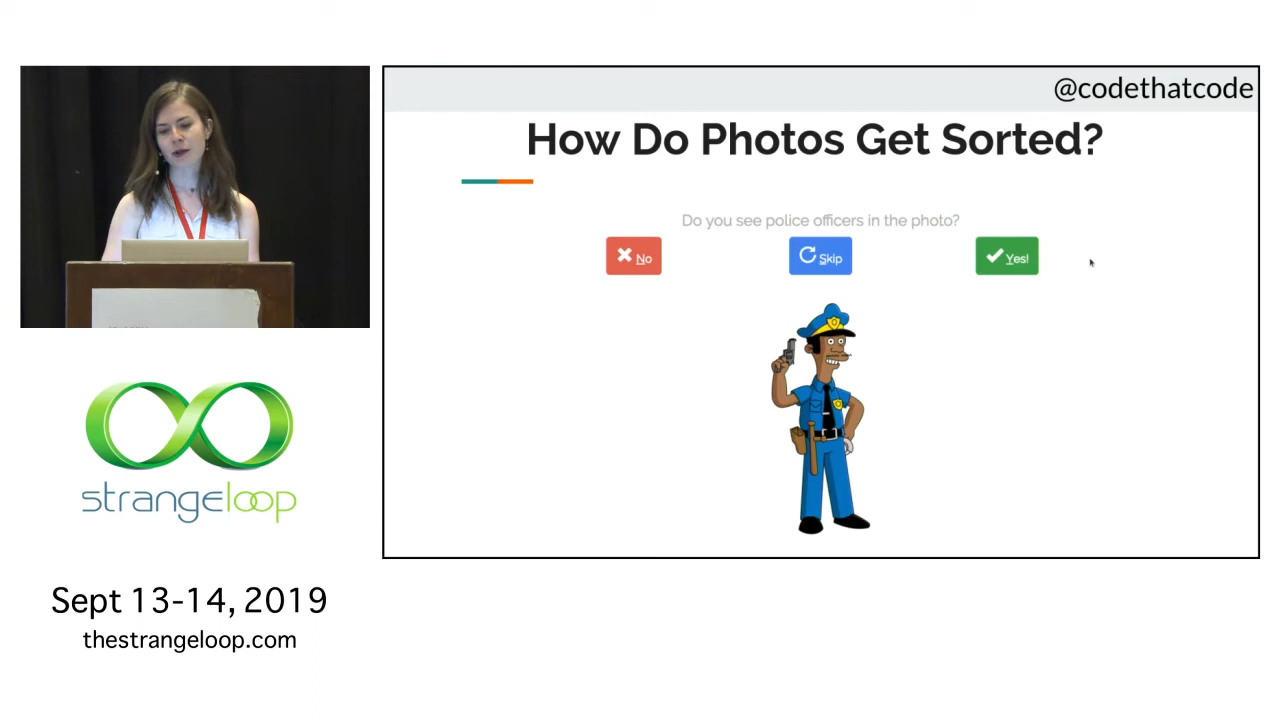 @codethatcode
How Do Photos Get Sorted?
Do you see police officers in the photo?
No
Skip
Yes!
strangeloop
Sept 13-14, 2019
thestrangeloop.com